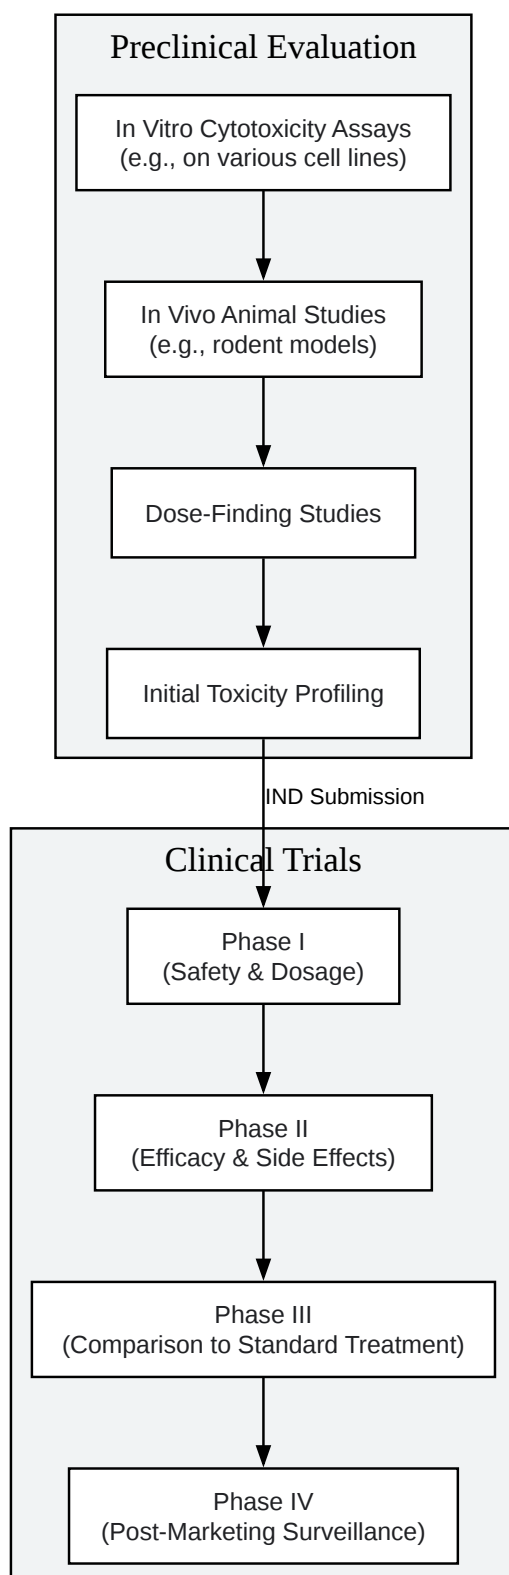 Preclinical Evaluation
In Vitro Cytotoxicity Assays
(e.g., on various cell lines)
In Vivo Animal Studies
(e.g., rodent models)
Dose-Finding Studies
Initial Toxicity Profiling
IND Submission
Clinical Trials
Phase I
(Safety & Dosage)
Phase II
(Efficacy & Side Effects)
Phase III
(Comparison to Standard Treatment)
Phase IV
(Post-Marketing Surveillance)